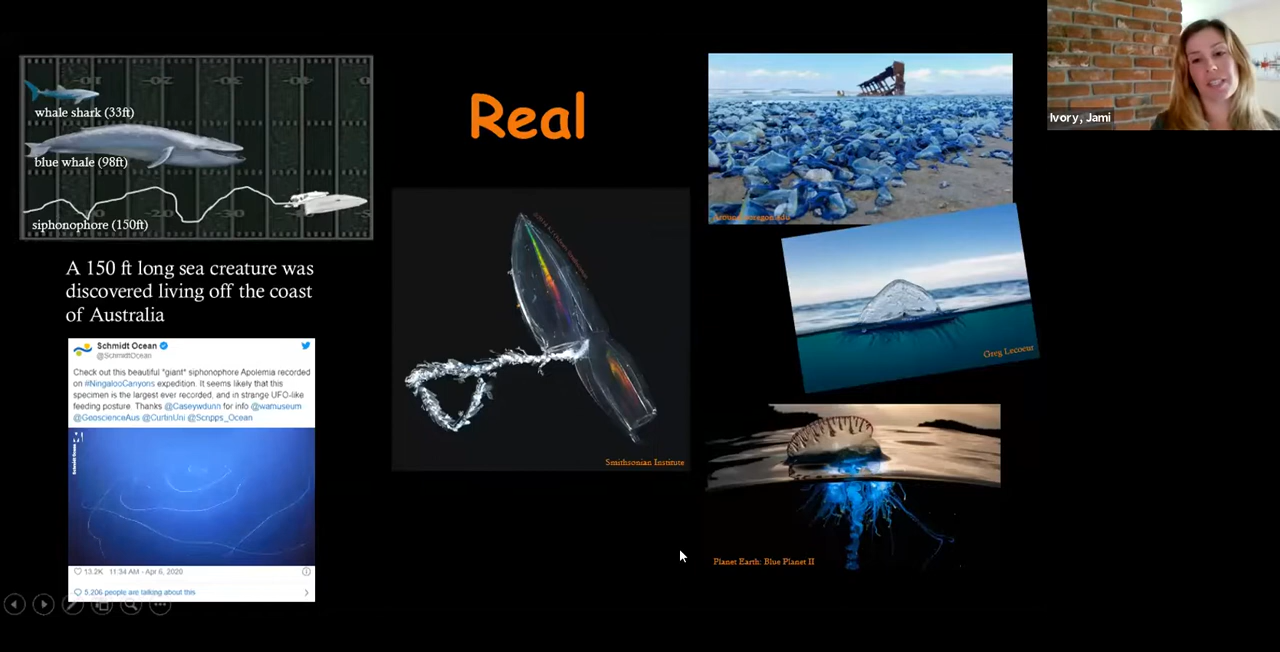 whale shark (33ft)
blue whale (98ft)
siphonophore (150ft)
A 150 ft long sea creature was
discovered living off the coast
of Australia
Schmidt Ocean
@SchmidtOcean
Check out this beautiful *giant* siphonophore Apolemia recorded
on #NingalooCanyons expedition. It seems likely that this
specimen is the largest ever recorded, and in strange UFO-like
feeding posture. Thanks @Caseywdunn for info @wamuseum
@GeoscienceAus @CurtinUni @Scripps_Ocean
13.2K 11:34 AM - Apr 6, 2020
5,206 people are talking about this
Real
Smithsonian Institute
Greg Lecoeur
Planet Earth: Blue Planet II
Ivory, Jami